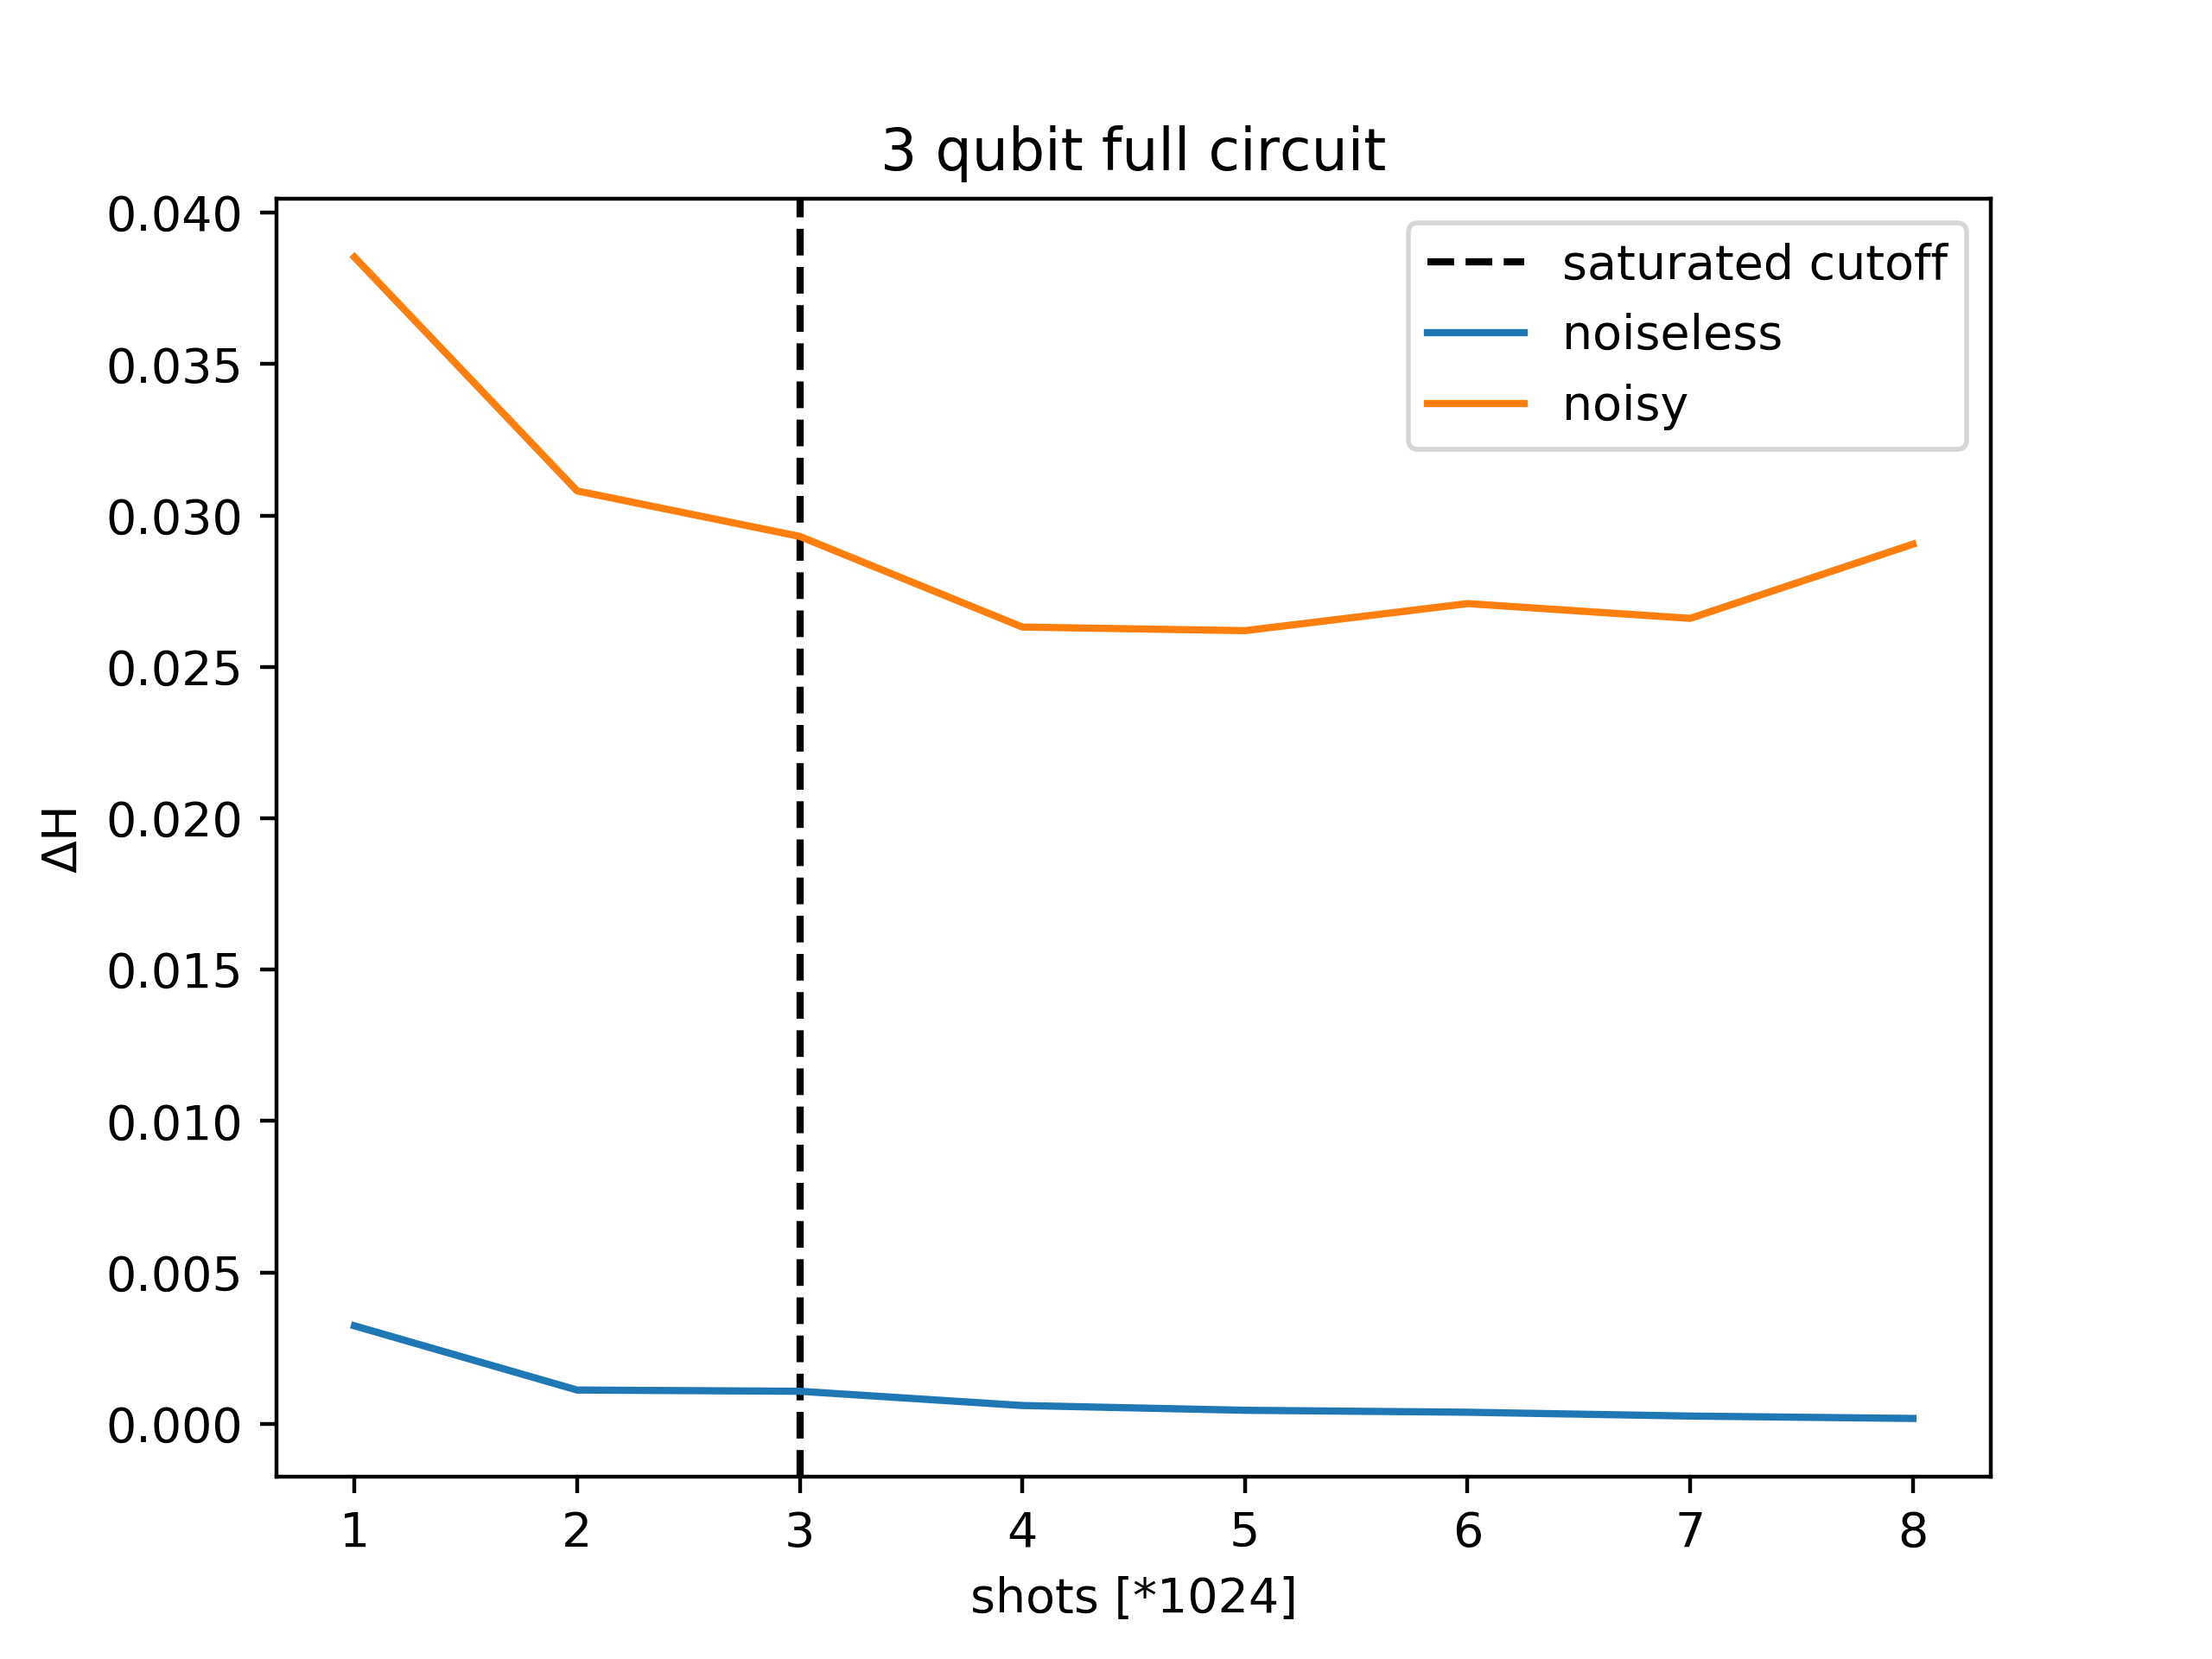 3 qubit full circuit
0.040
0.035
0.030
0.025
0.020
0.015
0.010
0.005
0.000
ΔH
saturated cutoff
noiseless
noisy
1 2 3 4 5 6 7 8
shots [*1024]